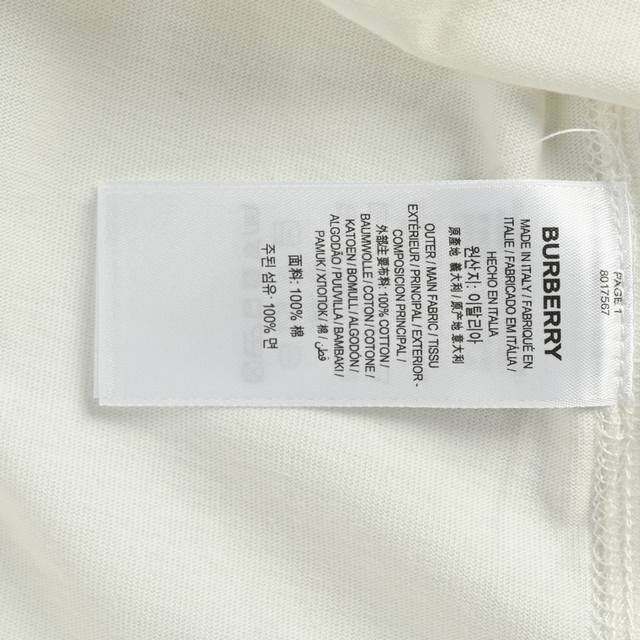 PAGE 1
8017567
BURBERRY
MADE IN ITALY / FABRIQUÉ EN
ITALIE / FABRICADO EM ITÁLIA /
HECHO EN ITALIA
원산지: 이탈리아
原產地 義大利 / 原产地 意大利
OUTER / MAIN FABRIC / TISSU
EXTÉRIEUR / PRINCIPAL / EXTERIOR -
COMPOSICION PRINCIPAL /
外部主要布料: 100% COTTON /
BAUMWOLLE / COTON / COTONE /
KATOEN / BOMULL / ALGODÓN /
ALGODÃO / PUUVILLA / BAMBAKI /
PAMUK / ХЛОПОК / 棉 / قطن
面料: 100% 棉
주된 섬유: 100% 면